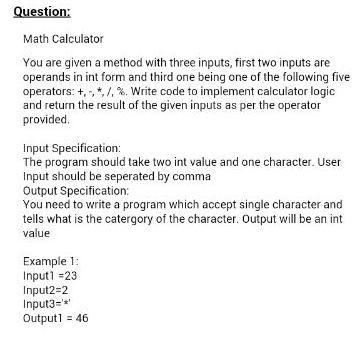 Question:
Math Calculator
You are given a method with three inputs, first two inputs are
operands in int form and third one being one of the following five
operators: +, -, *, /, %. Write code to implement calculator logic
and return the result of the given inputs as per the operator
provided.
Input Specification:
The program should take two int value and one character. User
Input should be seperated by comma
Output Specification:
You need to write a program which accept single character and
tells what is the catergory of the character. Output will be an int
value
Example 1:
Input1 =23
Input2=2
Input3='*'
Output1 = 46